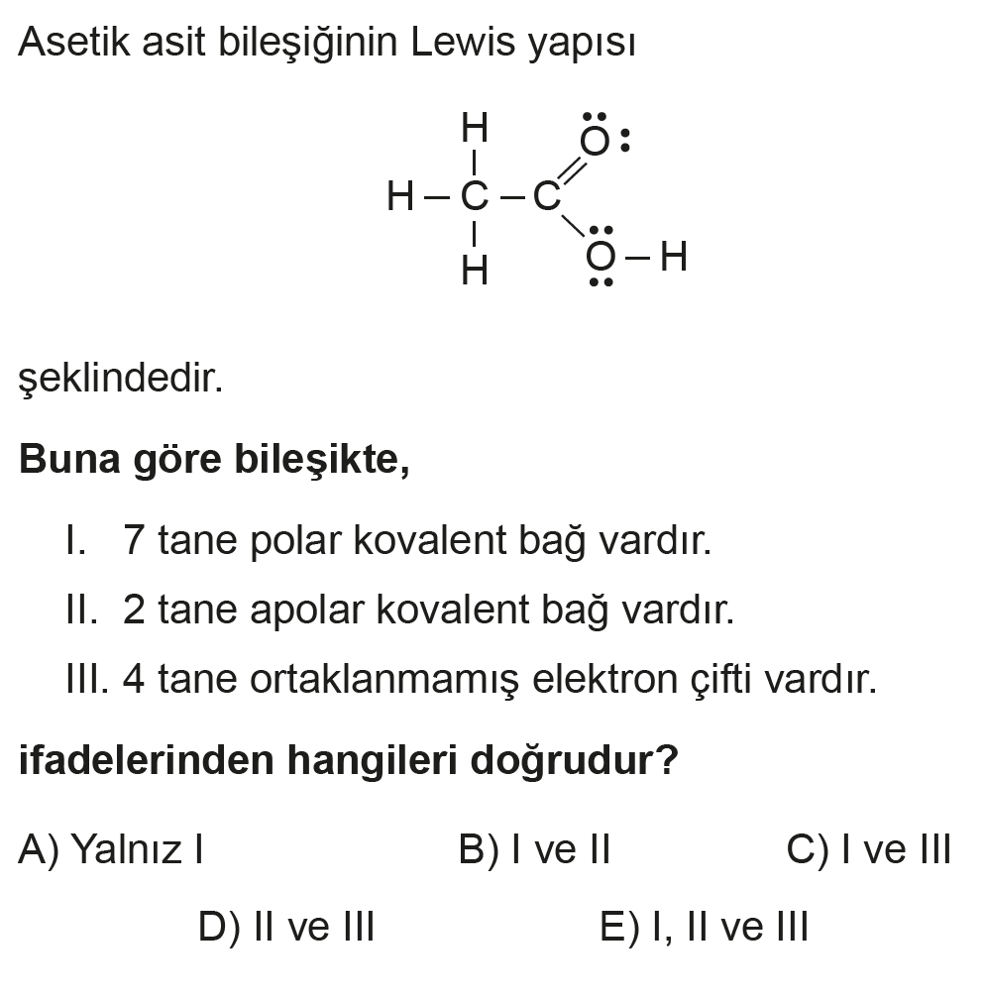 Asetik asit bileşiğinin Lewis yapısı
H O
H – C – C
H O – H
şeklindedir.
Buna göre bileşikte,
I. 7 tane polar kovalent bağ vardır.
II. 2 tane apolar kovalent bağ vardır.
III. 4 tane ortaklanmamış elektron çifti vardır.
ifadelerinden hangileri doğrudur?
A) Yalnız I B) I ve II C) I ve III
D) II ve III E) I, II ve III